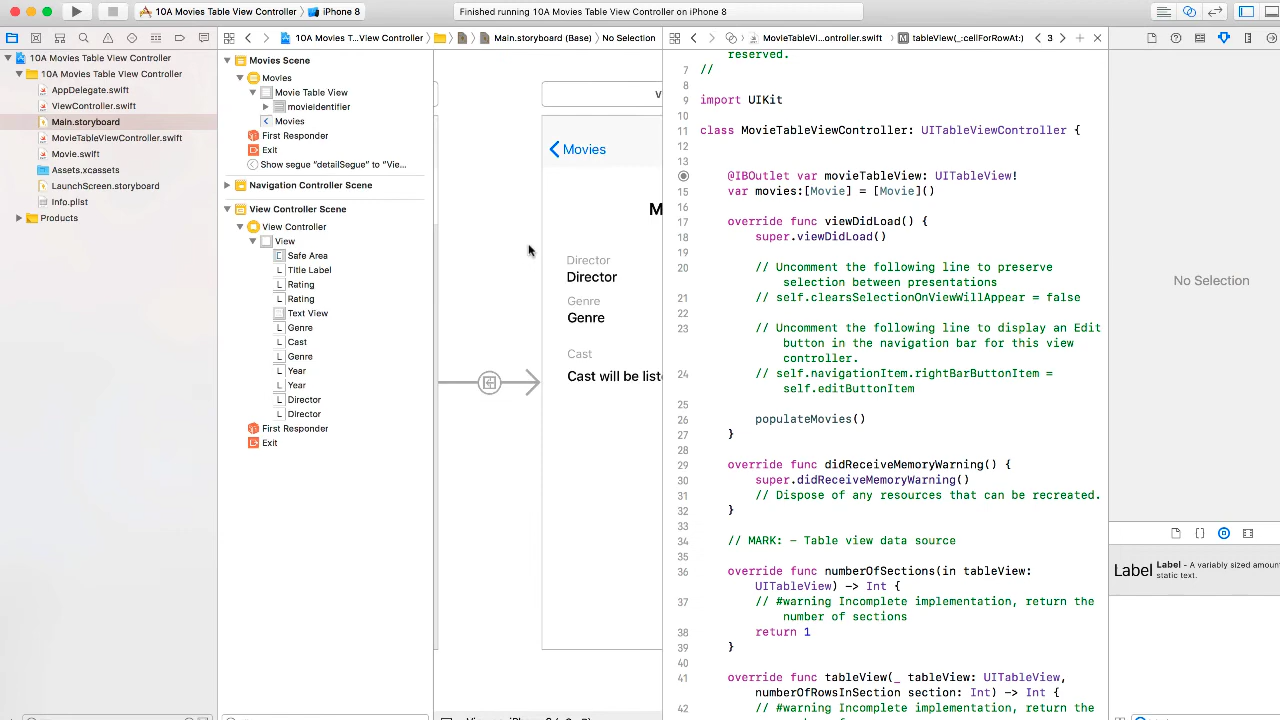 10A Movies Table View Controller
iPhone 8
Finished running 10A Movies Table View Controller on iPhone 8
10A Movies T...View Controller
Main.storyboard (Base)
No Selection
MovieTableVi...ontroller.swift
tableView(_:cellForRowAt:)
3
10A Movies Table View Controller
10A Movies Table View Controller
AppDelegate.swift
ViewController.swift
Main.storyboard
MovieTableViewController.swift
Movie.swift
Assets.xcassets
LaunchScreen.storyboard
Info.plist
Products
Movies Scene
Movies
Movie Table View
movieIdentifier
Movies
First Responder
Exit
Show segue "detailSegue" to "Vie...
Navigation Controller Scene
View Controller Scene
View Controller
View
Safe Area
Title Label
Rating
Rating
Text View
Genre
Cast
Genre
Year
Year
Director
Director
First Responder
Exit
Movies
M
Director
Director
Genre
Genre
Cast
Cast will be liste
reserved.
7 //
8
9 import UIKit
10
11 class MovieTableViewController: UITableViewController {
12
13
@IBOutlet var movieTableView: UITableView!
15 var movies:[Movie] = [Movie]()
16
17 override func viewDidLoad() {
18 super.viewDidLoad()
19
20 // Uncomment the following line to preserve
selection between presentations
21 // self.clearsSelectionOnViewWillAppear = false
22
23 // Uncomment the following line to display an Edit
button in the navigation bar for this view
controller.
24 // self.navigationItem.rightBarButtonItem =
self.editButtonItem
25
26 populateMovies()
27 }
28
29 override func didReceiveMemoryWarning() {
30 super.didReceiveMemoryWarning()
31 // Dispose of any resources that can be recreated.
32 }
33
34 // MARK: - Table view data source
35
36 override func numberOfSections(in tableView:
UITableView) -> Int {
37 // #warning Incomplete implementation, return the
number of sections
38 return 1
39 }
40
41 override func tableView(_ tableView: UITableView,
numberOfRowsInSection section: Int) -> Int {
42 // #warning Incomplete implementation, return the
No Selection
Label
Label - A variably sized amoun
static text.